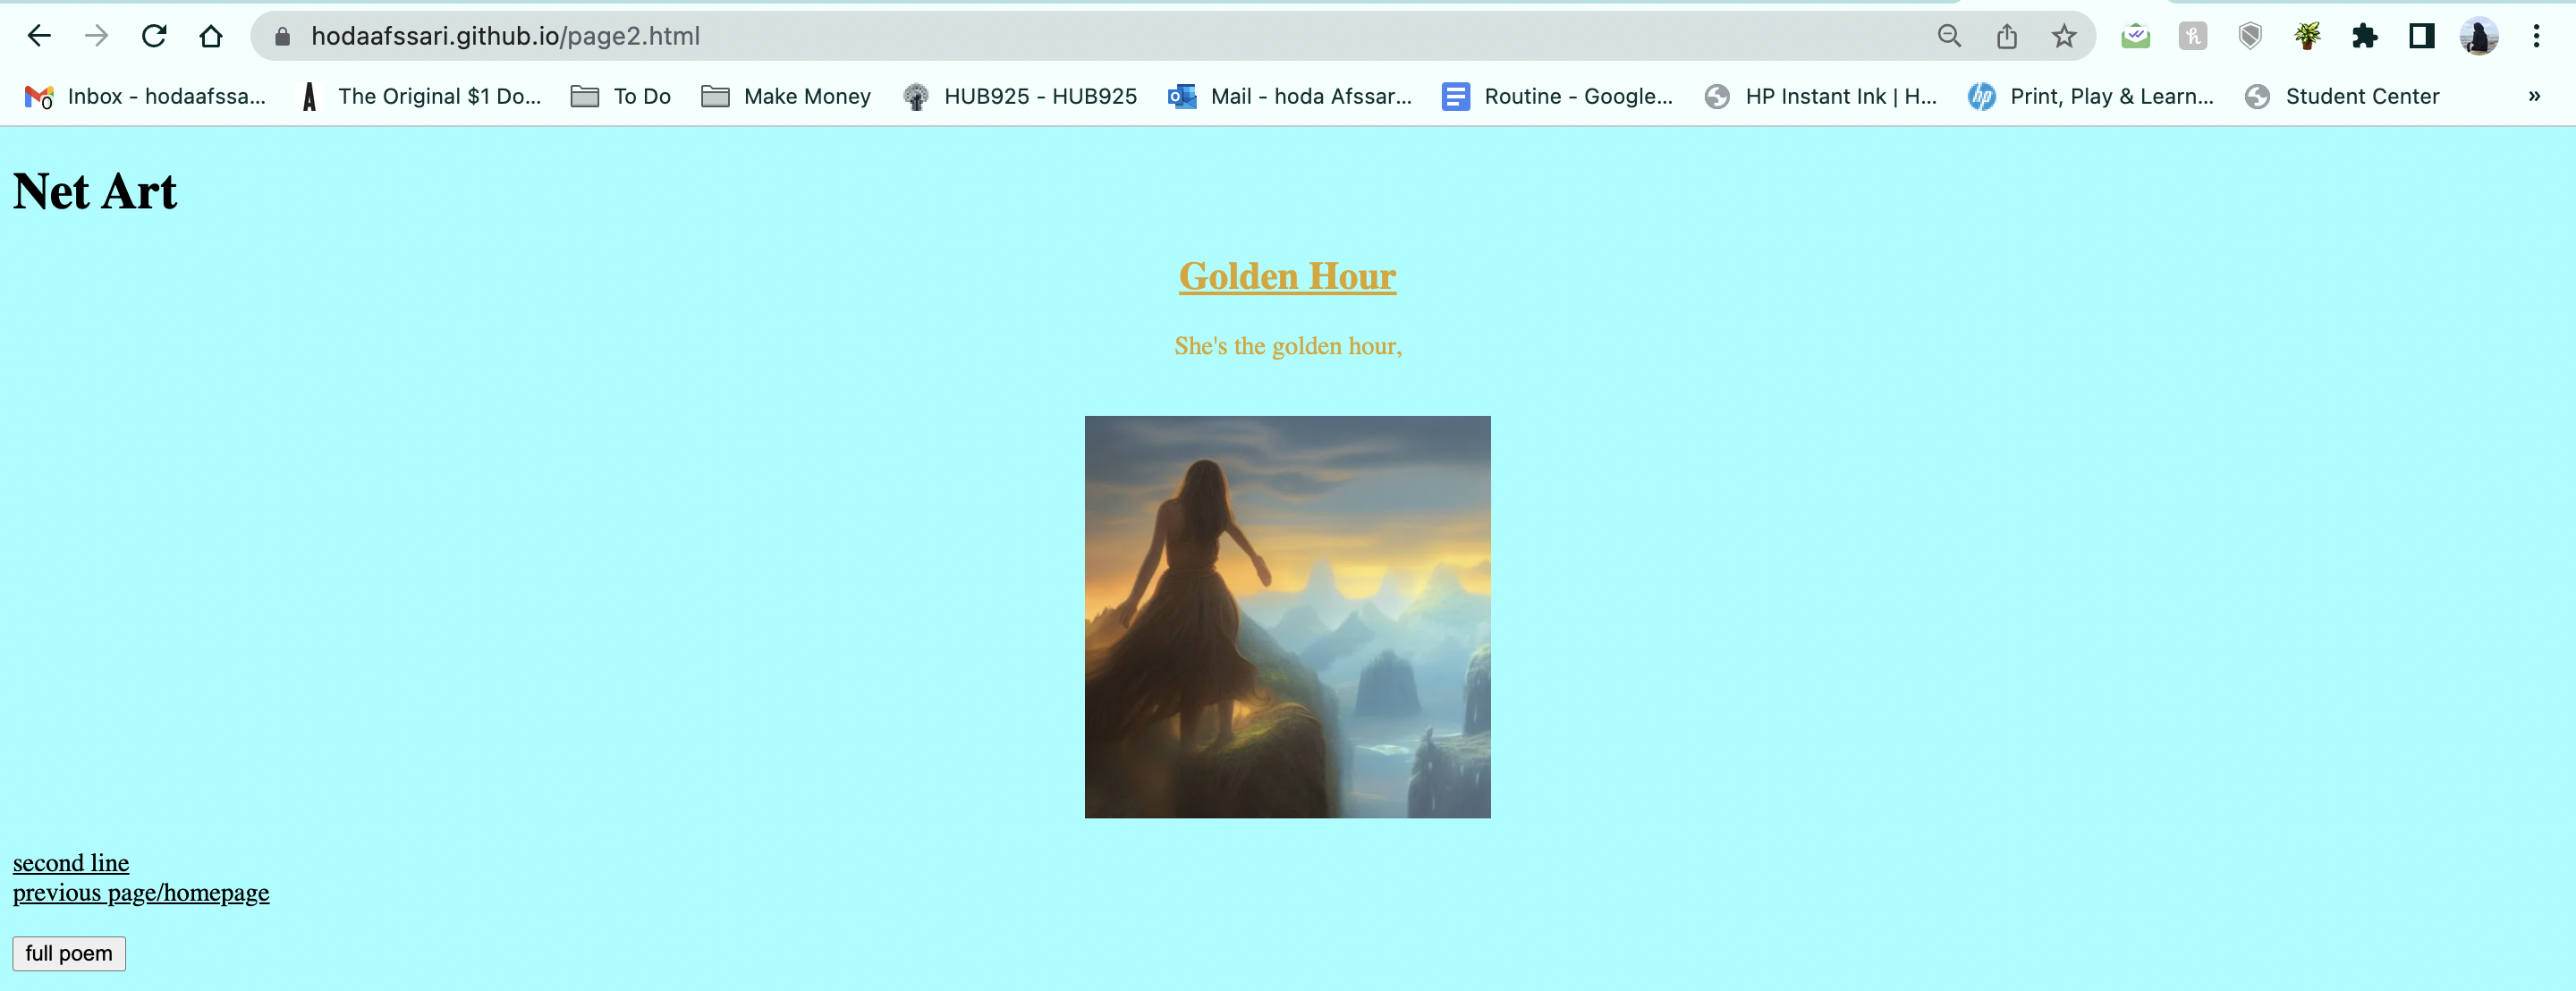 hodaafssari.github.io/page2.html
Inbox - hodaafssa... The Original $1 Do... To Do Make Money HUB925 - HUB925 Mail - hoda Afssar... Routine - Google... HP Instant Ink | H... Print, Play & Learn... Student Center »
Net Art
Golden Hour
She's the golden hour,
second line
previous page/homepage
full poem